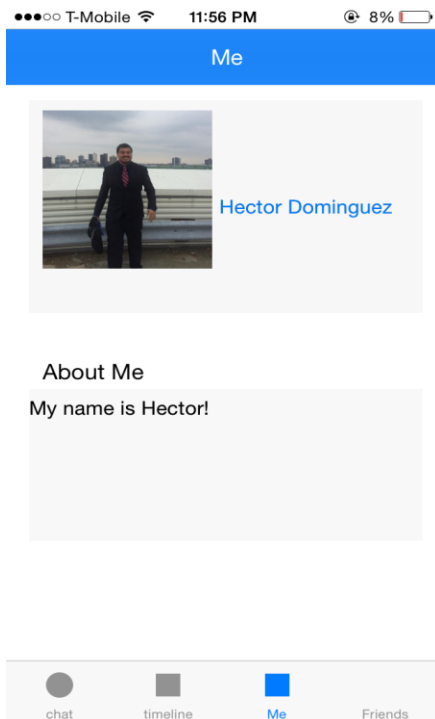 T-Mobile 11:56 PM 8%
Me
Hector Dominguez
About Me
My name is Hector!
chat timeline Me Friends